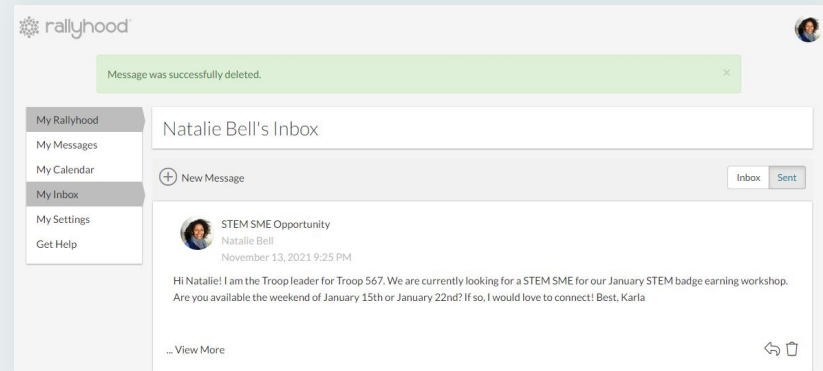 rallyhood
Message was successfully deleted.
×
My Rallyhood
My Messages
My Calendar
My Inbox
My Settings
Get Help
Natalie Bell's Inbox
New Message
Inbox Sent
STEM SME Opportunity
Natalie Bell
November 13, 2021 9:25 PM
Hi Natalie! I am the Troop leader for Troop 567. We are currently looking for a STEM SME for our January STEM badge earning workshop.
Are you available the weekend of January 15th or January 22nd? If so, I would love to connect! Best, Karla
... View More